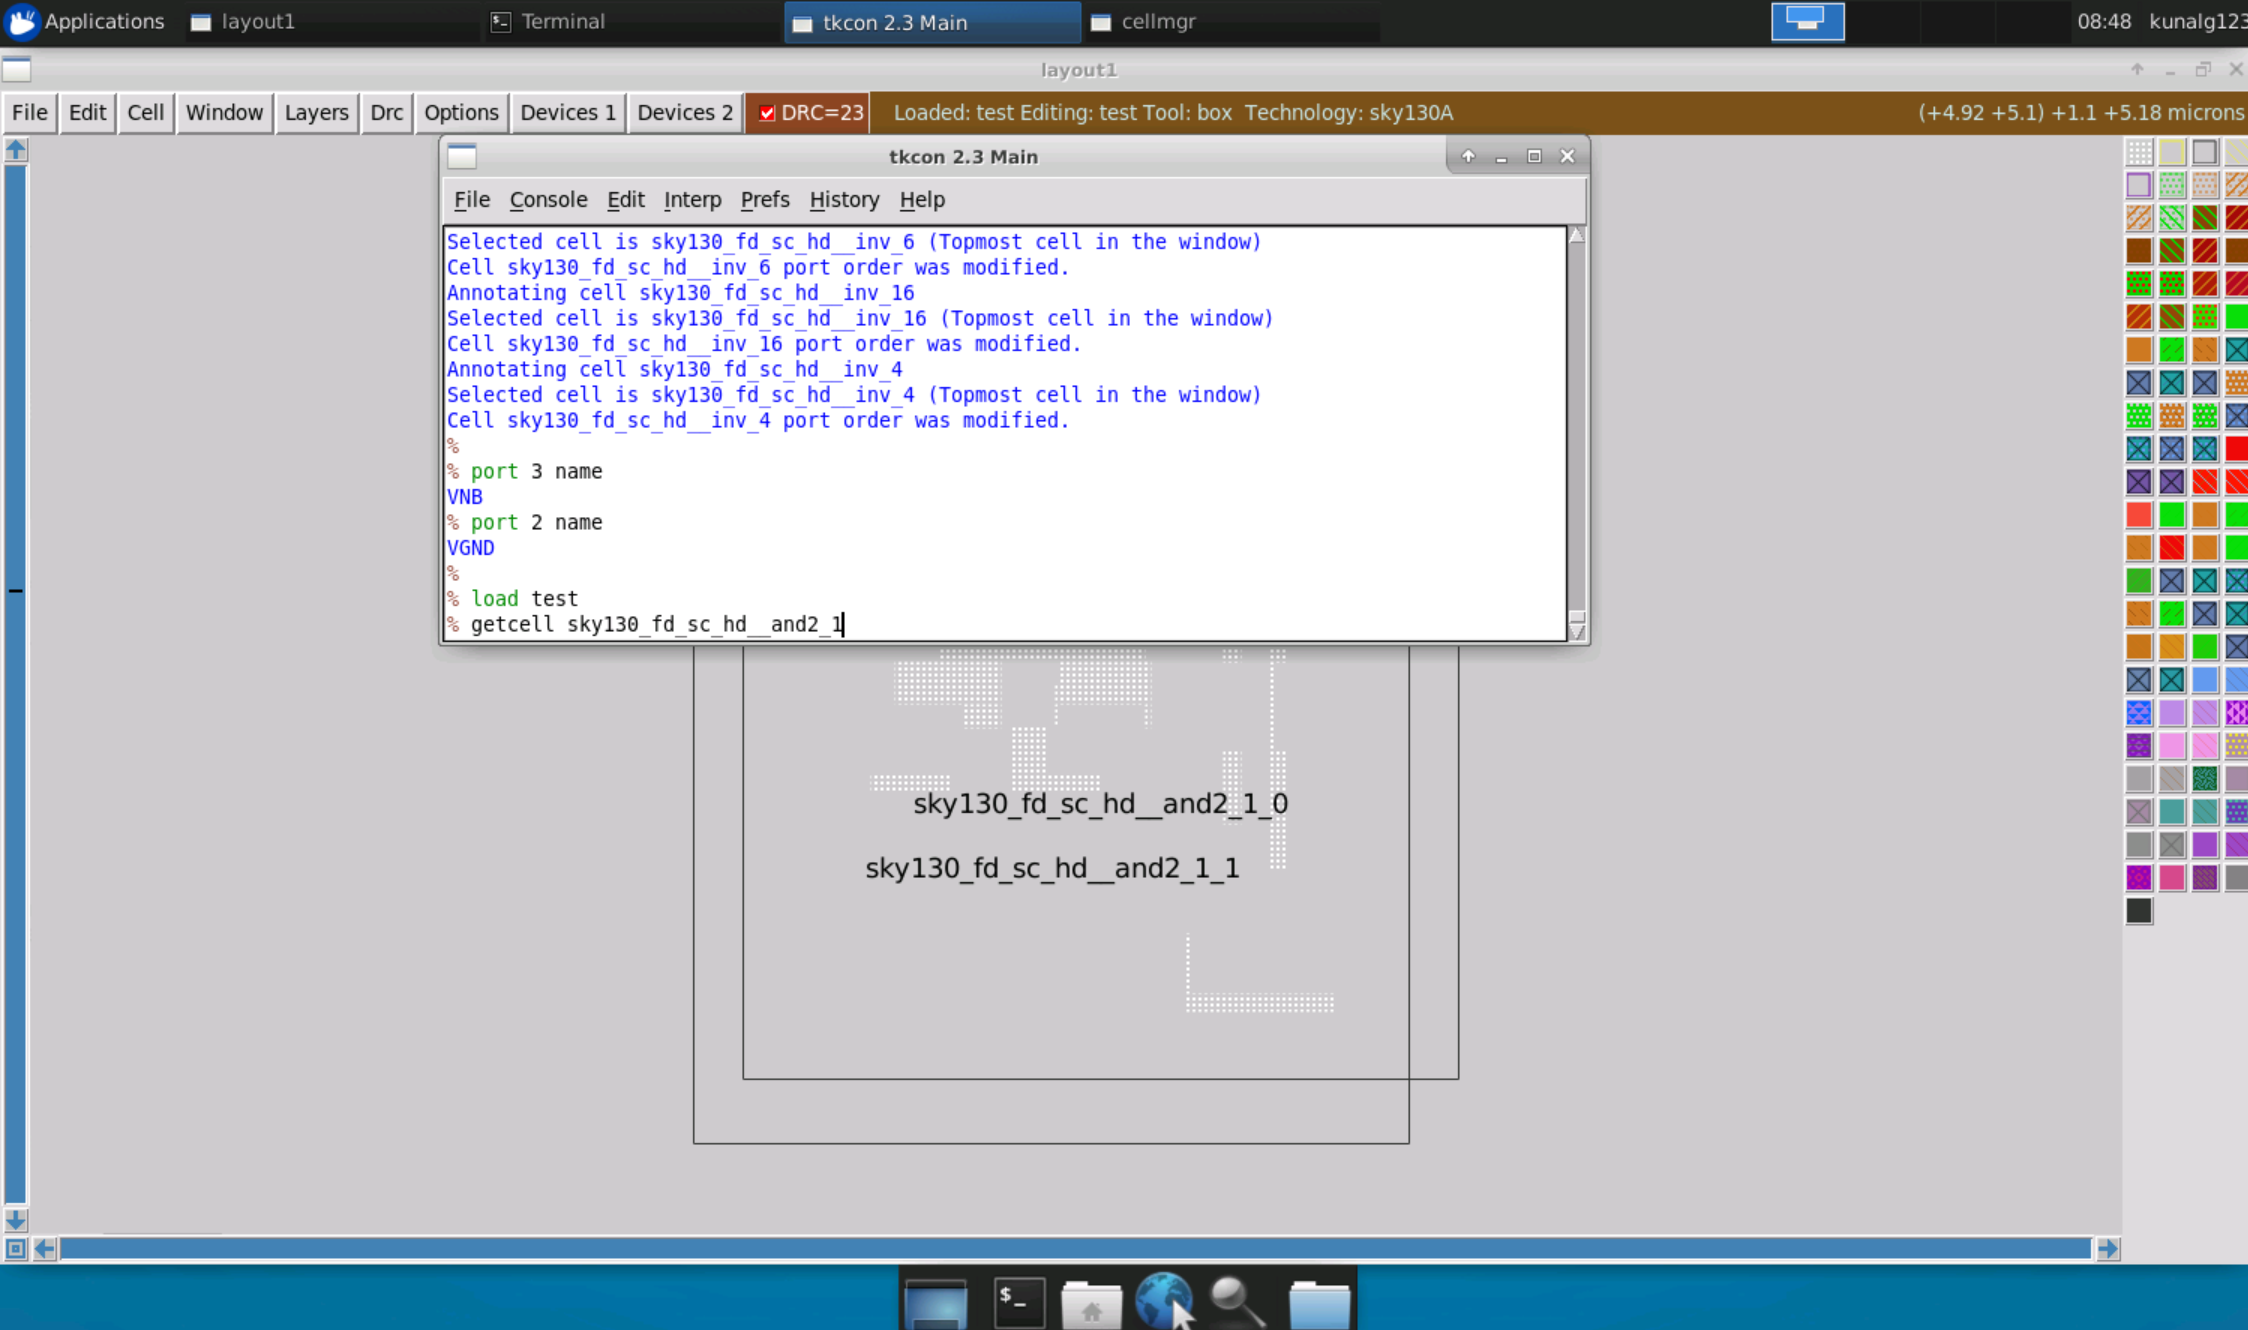 Applications layout1 Terminal tkcon 2.3 Main cellmgr 08:48 kunalg123
layout1
File Edit Cell Window Layers Drc Options Devices 1 Devices 2 DRC=23 Loaded: test Editing: test Tool: box Technology: sky130A (+4.92 +5.1) +1.1 +5.18 microns
tkcon 2.3 Main
File Console Edit Interp Prefs History Help
Selected cell is sky130_fd_sc_hd__inv_6 (Topmost cell in the window)
Cell sky130_fd_sc_hd__inv_6 port order was modified.
Annotating cell sky130_fd_sc_hd__inv_16
Selected cell is sky130_fd_sc_hd__inv_16 (Topmost cell in the window)
Cell sky130_fd_sc_hd__inv_16 port order was modified.
Annotating cell sky130_fd_sc_hd__inv_4
Selected cell is sky130_fd_sc_hd__inv_4 (Topmost cell in the window)
Cell sky130_fd_sc_hd__inv_4 port order was modified.
%
% port 3 name
VNB
% port 2 name
VGND
%
% load test
% getcell sky130_fd_sc_hd__and2_1
sky130_fd_sc_hd__and2_1_0
sky130_fd_sc_hd__and2_1_1
$_